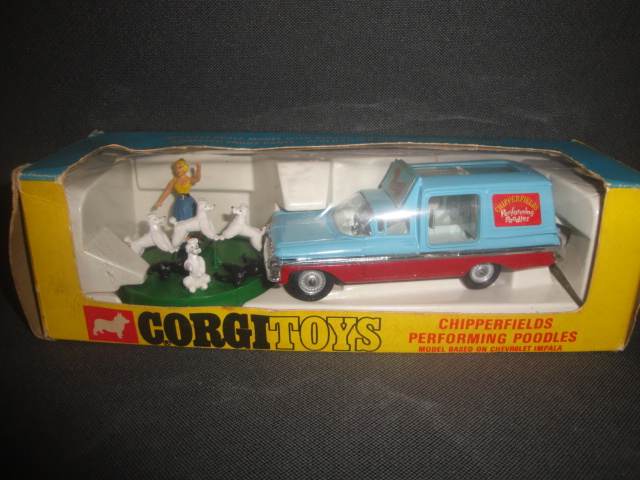 CHIPPERFIELDS
Performing
Poodles
CORGI TOYS
CHIPPERFIELDS
PERFORMING POODLES
MODEL BASED ON CHEVROLET IMPALA